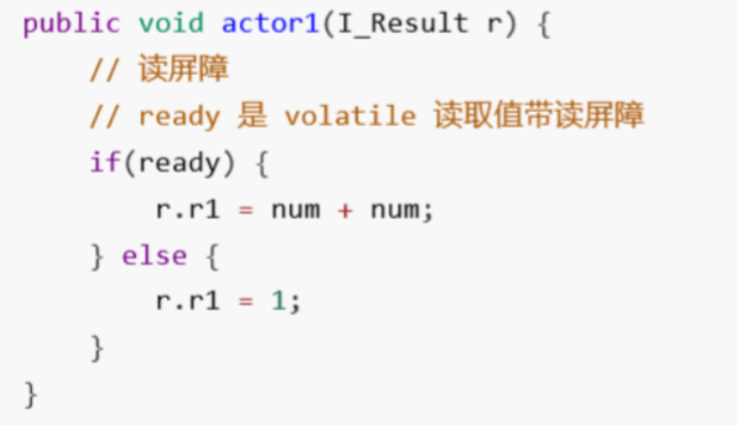 public void actor1(I_Result r) {
    // 读屏障
    // ready 是 volatile 读取值带读屏障
    if(ready) {
        r.r1 = num + num;
    } else {
        r.r1 = 1;
    }
}